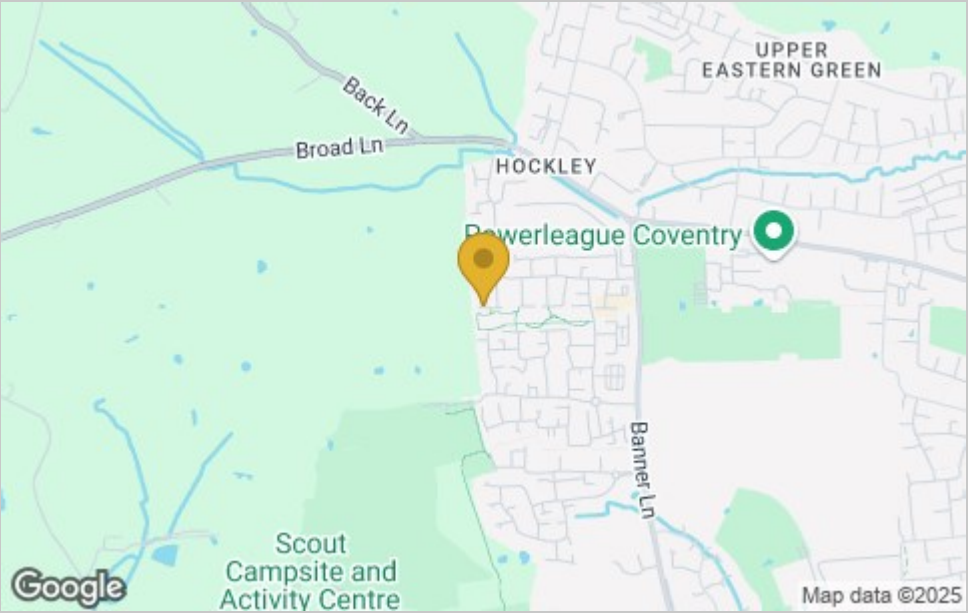 UPPER
EASTERN GREEN
Back Ln
Broad Ln
HOCKLEY
Powerleague Coventry
Banner Ln
Scout
Campsite and
Activity Centre
Google
Map data ©2025